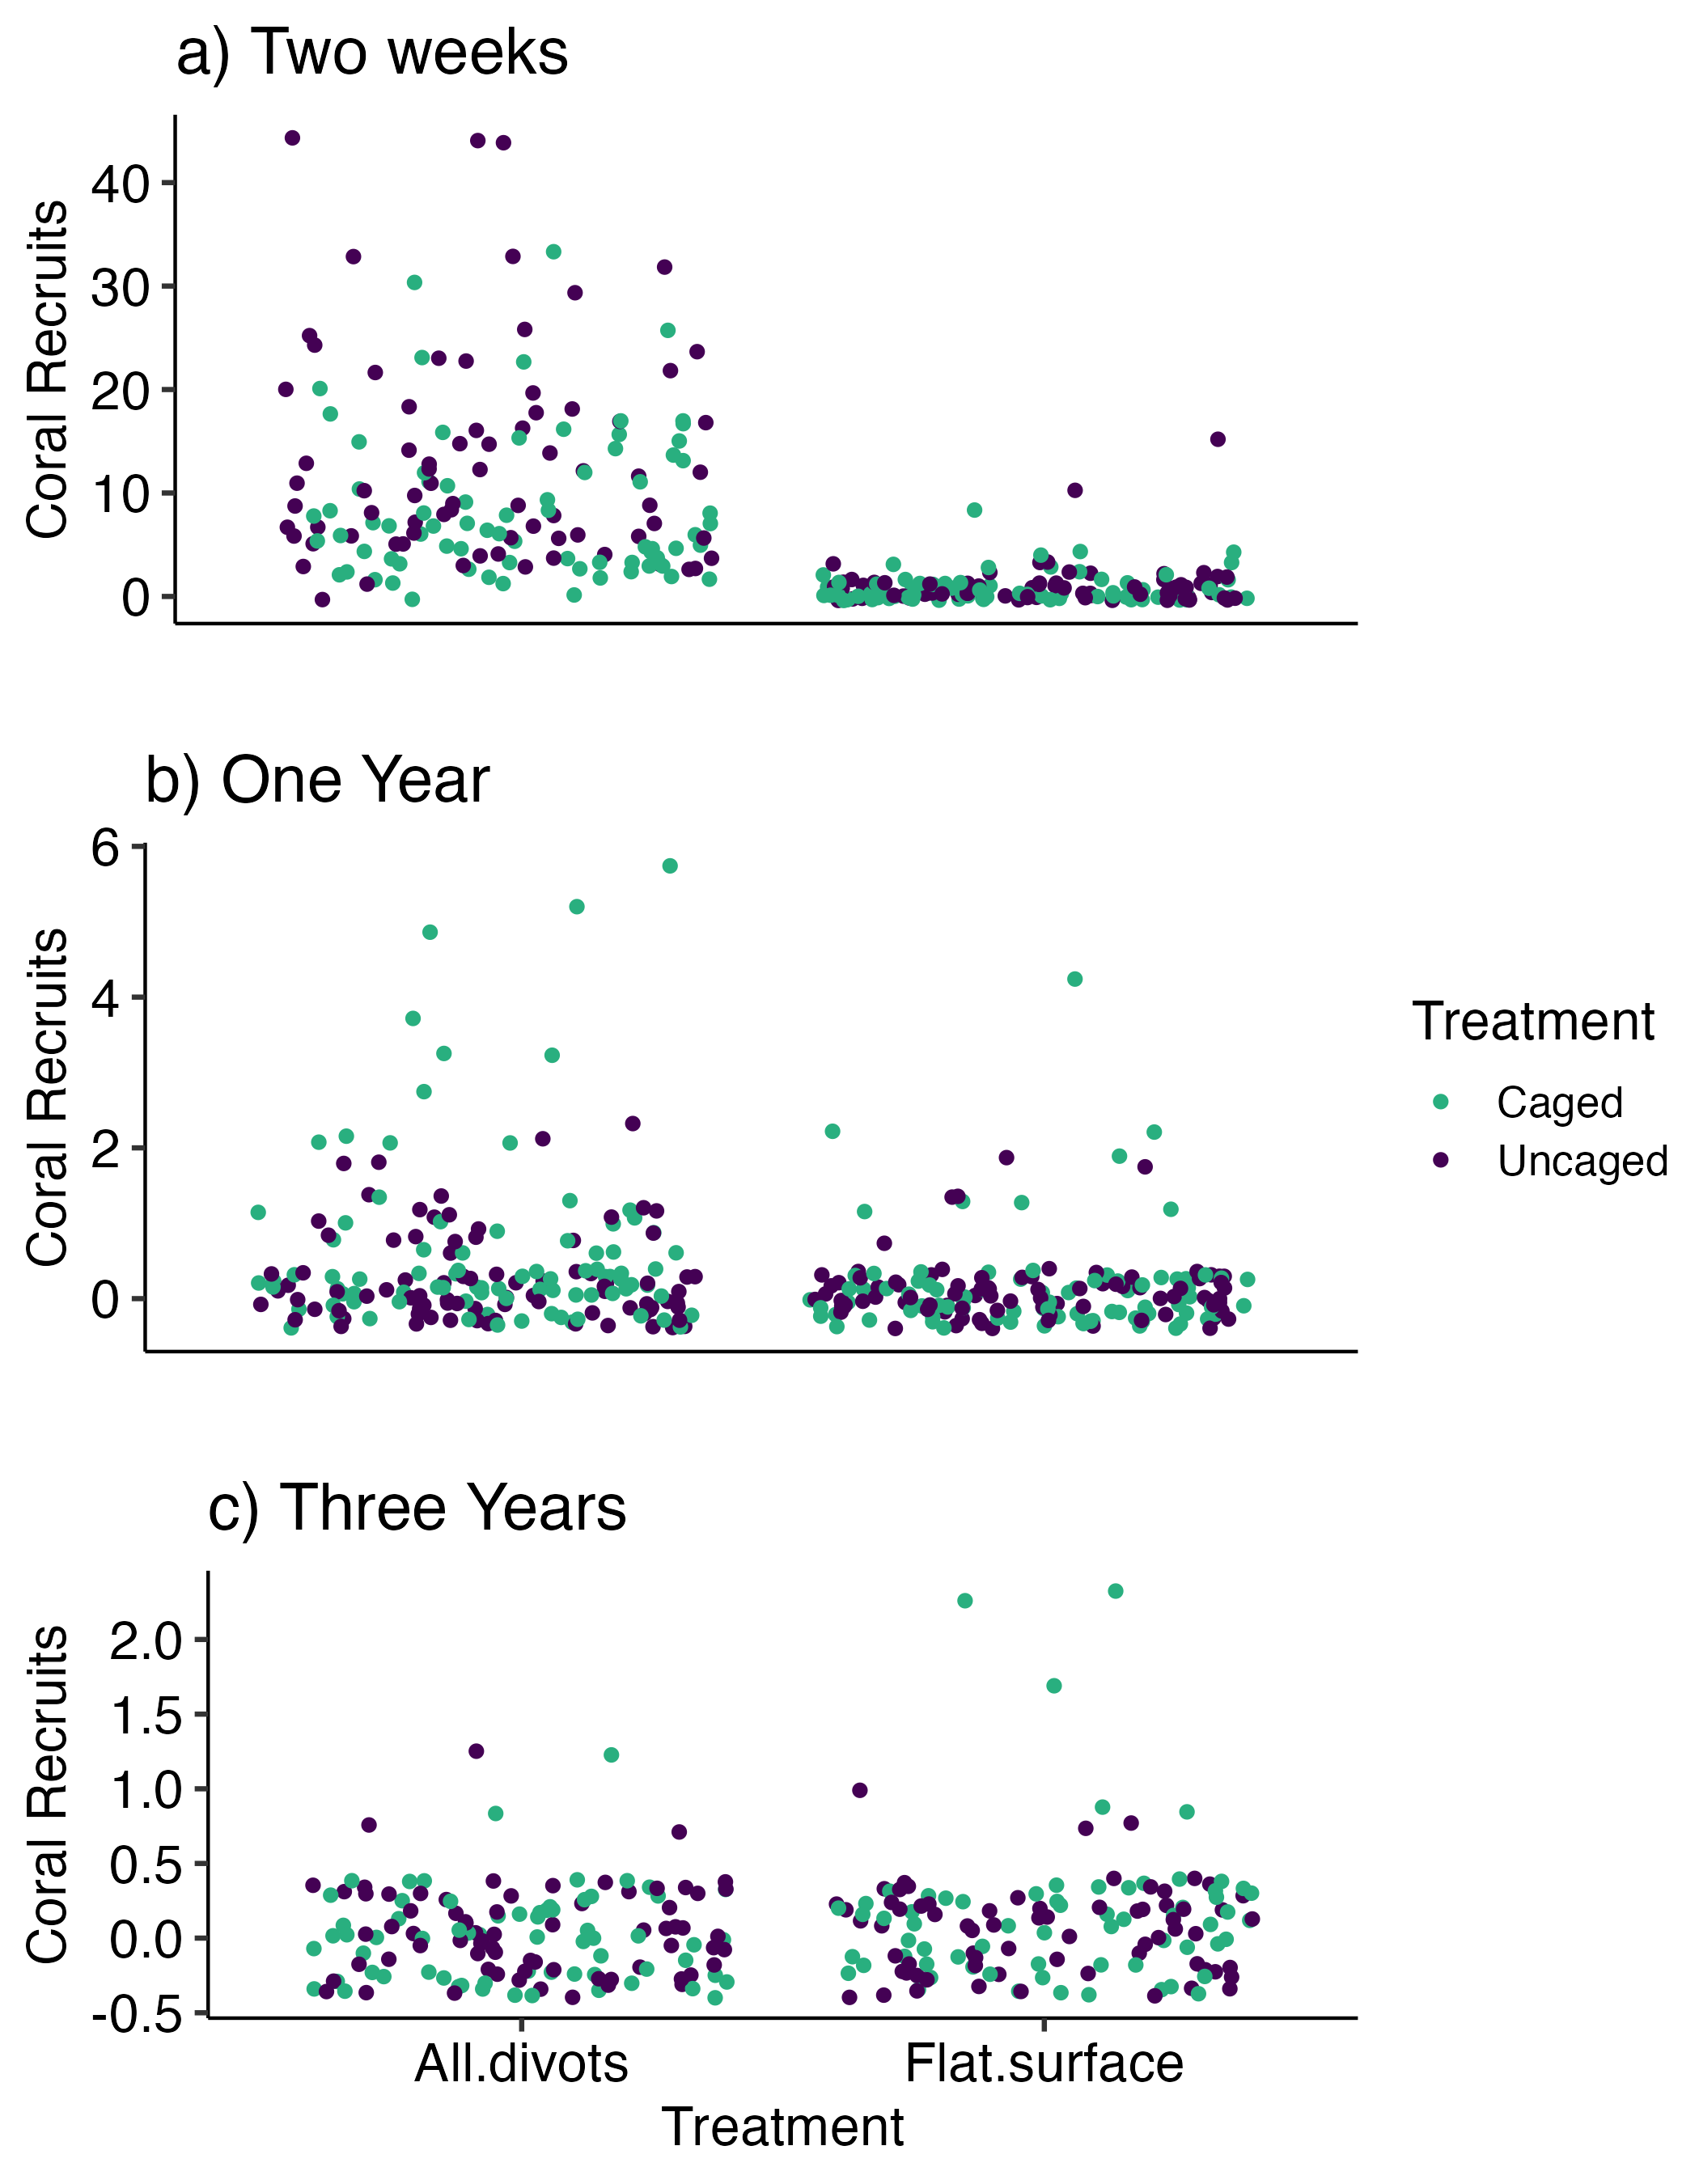 a) Two weeks
Coral Recruits
40
30
20
10
0
b) One Year
Coral Recruits
6
4
2
0
Treatment
Caged
Uncaged
c) Three Years
Coral Recruits
2.0
1.5
1.0
0.5
0.0
-0.5
All.divots Flat.surface
Treatment